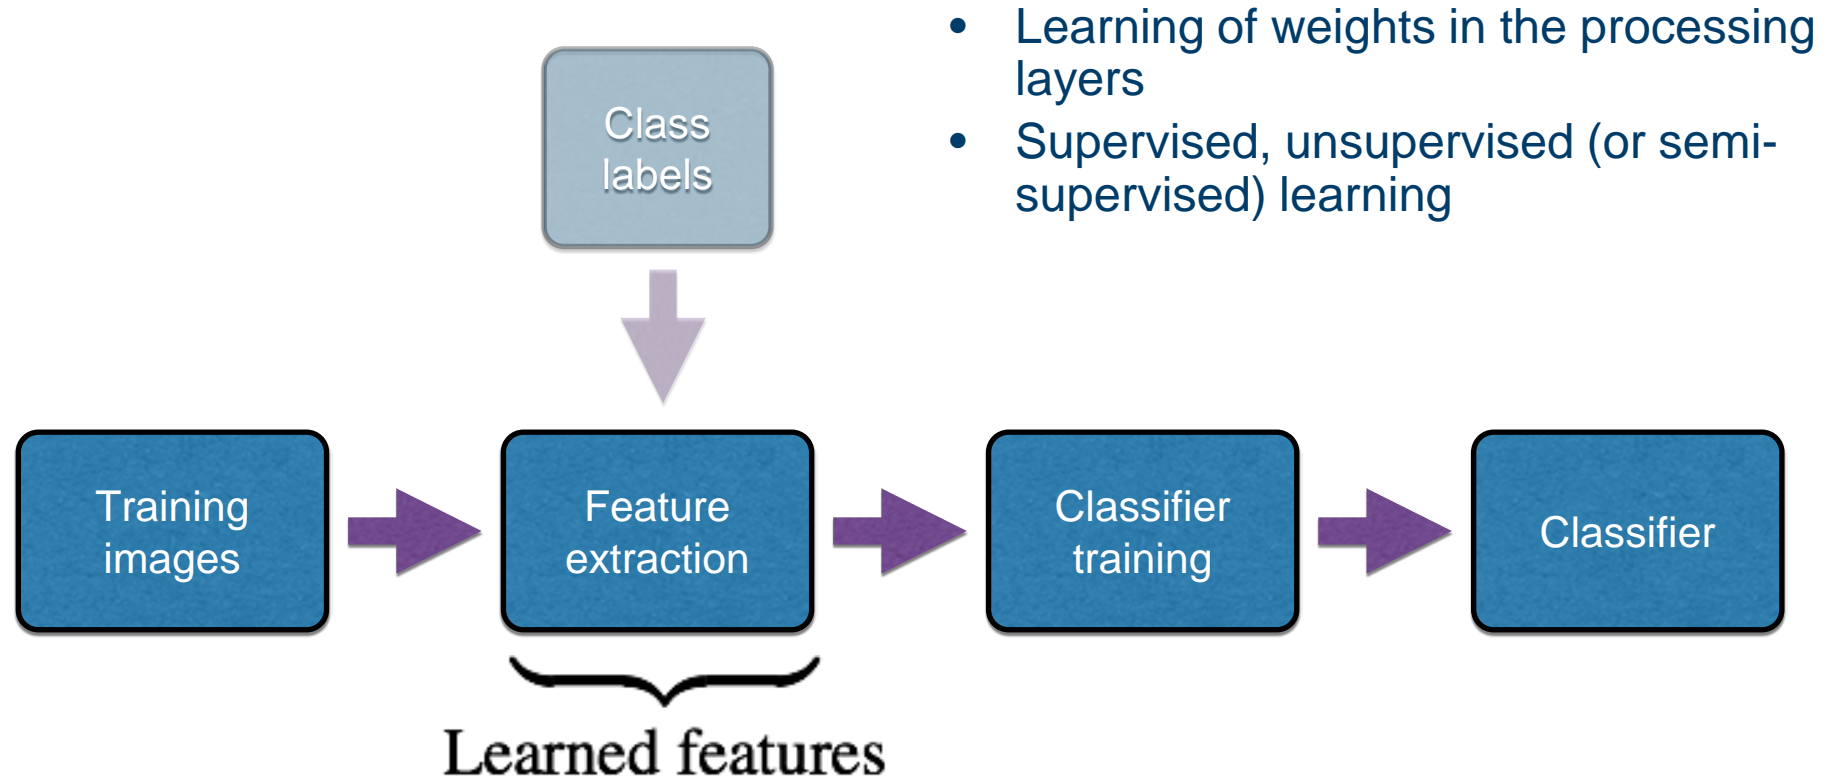 • Learning of weights in the processing
layers
• Supervised, unsupervised (or semi-
supervised) learning
Class
labels
Training
images
Feature
extraction
Classifier
training
Classifier
Learned features